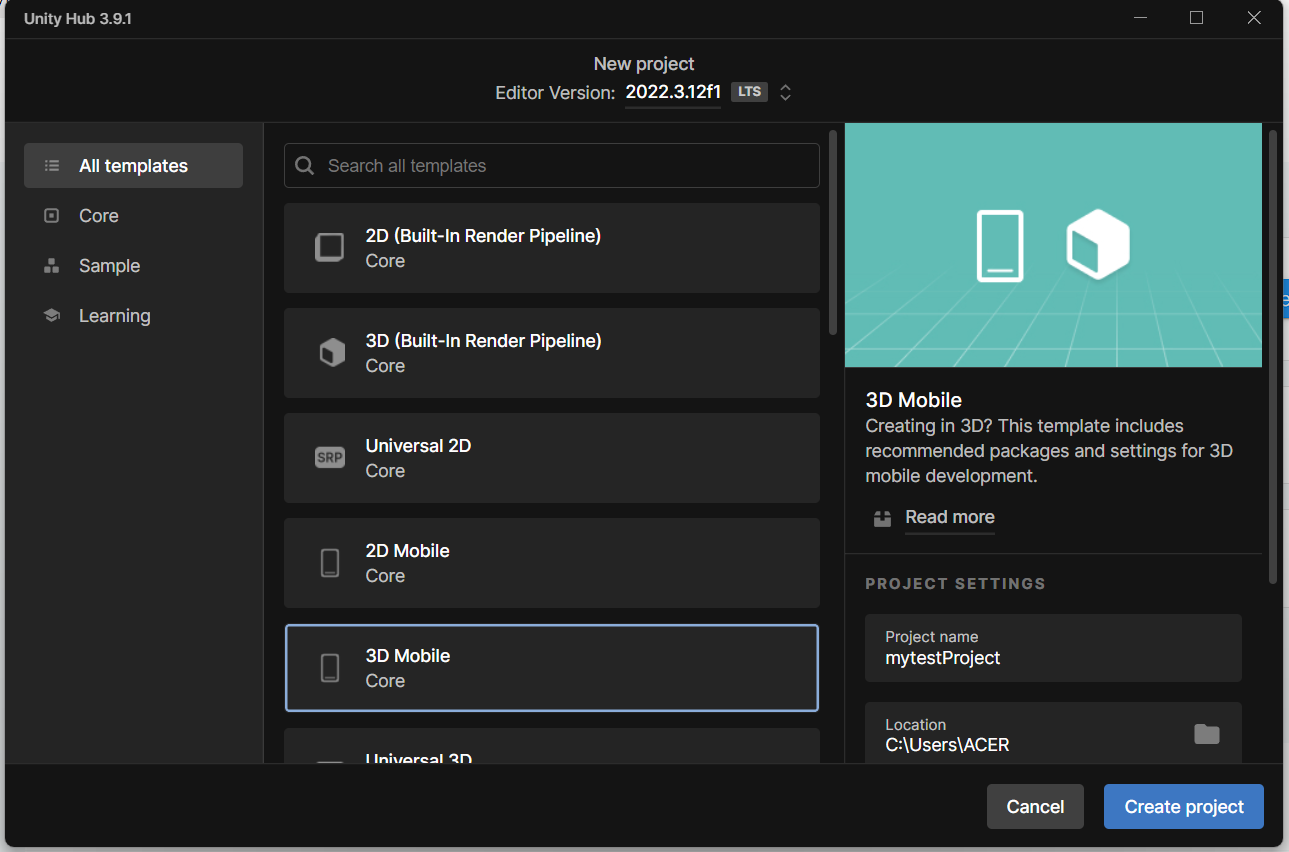 Unity Hub 3.9.1
New project
Editor Version: 2022.3.12f1 LTS
All templates
Core
Sample
Learning
Search all templates
2D (Built-In Render Pipeline)
Core
3D (Built-In Render Pipeline)
Core
SRP
Universal 2D
Core
2D Mobile
Core
3D Mobile
Core
Universal 3D
3D Mobile
Creating in 3D? This template includes
recommended packages and settings for 3D
mobile development.
Read more
PROJECT SETTINGS
Project name
mytestProject
Location
C:\Users\ACER
Cancel
Create project